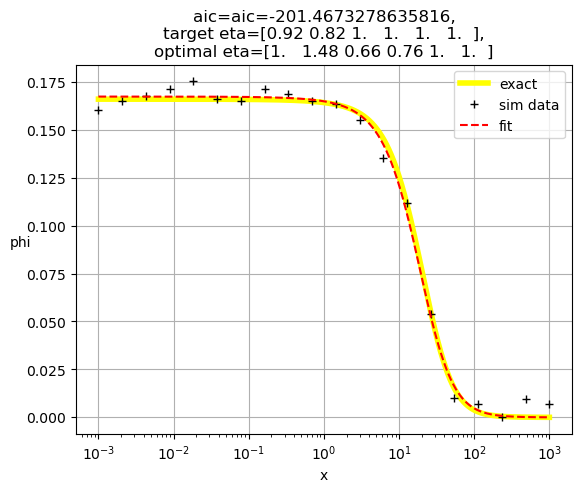 aic=aic=-201.4673278635816,
target eta=[0.92 0.82 1. 1. 1. 1. ],
optimal eta=[1. 1.48 0.66 0.76 1. 1. ]
exact
sim data
fit
0.175
0.150
0.125
0.100
0.075
0.050
0.025
0.000
phi
10⁻³ 10⁻² 10⁻¹ 10⁰ 10¹ 10² 10³
x